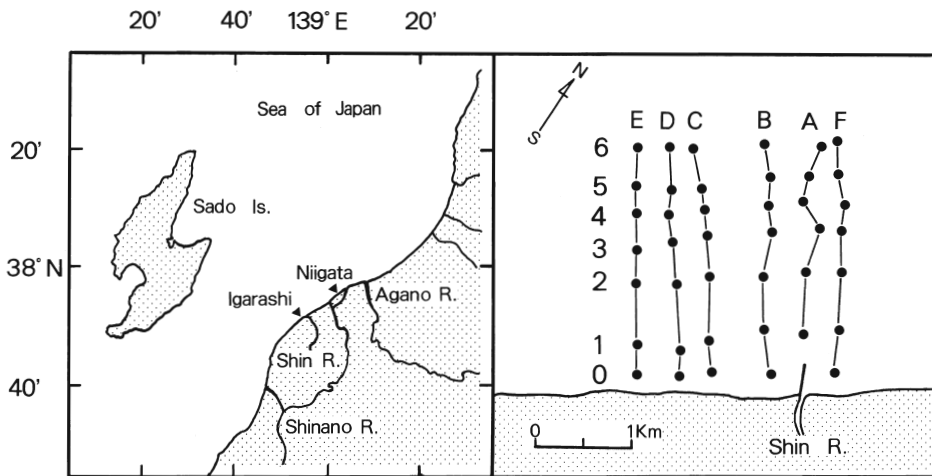 20' 40' 139° E 20'
Sea of Japan
20'
Sado Is.
38° N
Niigata
Igarashi
Agano R.
Shin R.
40'
Shinano R.
N
S
E D C B A F
6
5
4
3
2
1
0
0 1Km
Shin R.